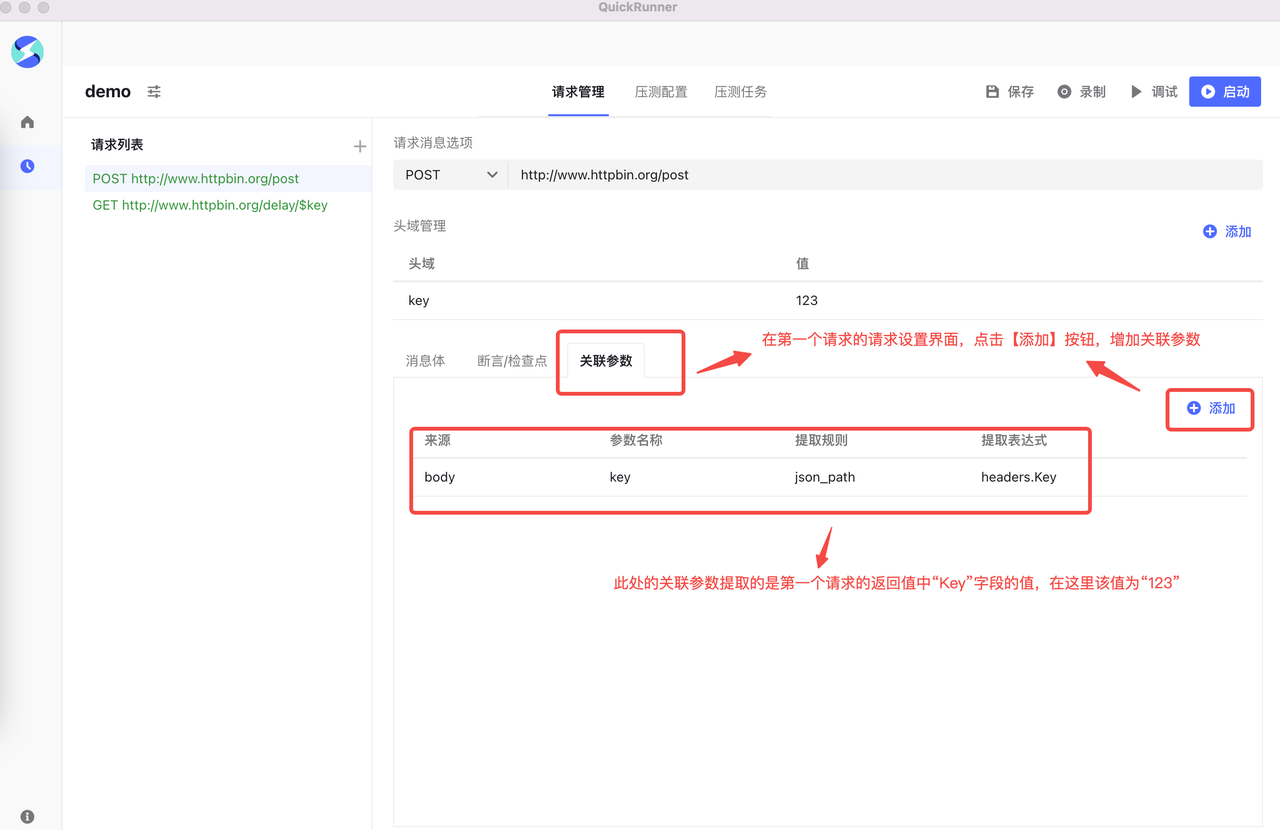 QuickRunner
demo
请求管理 压测配置 压测任务
保存 录制 调试 启动
请求列表
POST http://www.httpbin.org/post
GET http://www.httpbin.org/delay/$key
请求消息选项
POST http://www.httpbin.org/post
头域管理
添加
头域 值
key 123
在第一个请求的请求设置界面，点击【添加】按钮，增加关联参数
消息体 断言/检查点 关联参数
添加
来源 参数名称 提取规则 提取表达式
body key json_path headers.Key
此处的关联参数提取的是第一个请求的返回值中“Key”字段的值，在这里该值为“123”